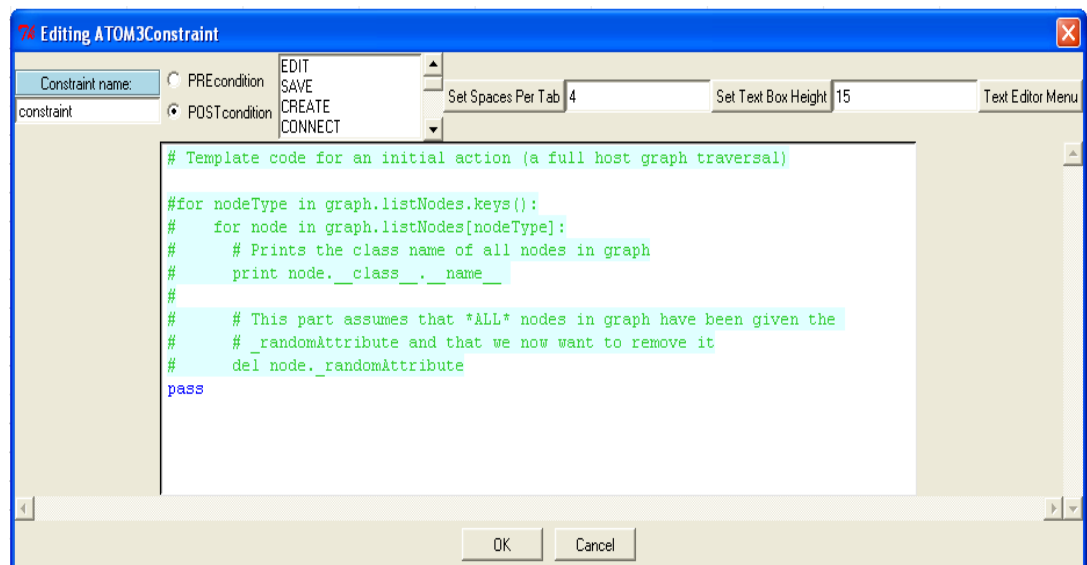 Editing ATOM3Constraint
Constraint name:
constraint
PREcondition
POSTcondition
EDIT
SAVE
CREATE
CONNECT
Set Spaces Per Tab 4
Set Text Box Height 15
Text Editor Menu
# Template code for an initial action (a full host graph traversal)
#for nodeType in graph.listNodes.keys():
#    for node in graph.listNodes[nodeType]:
#      # Prints the class name of all nodes in graph
#      print node.__class__.__name__
#
#      # This part assumes that *ALL* nodes in graph have been given the
#      # _randomAttribute and that we now want to remove it
#      del node._randomAttribute
pass
OK
Cancel